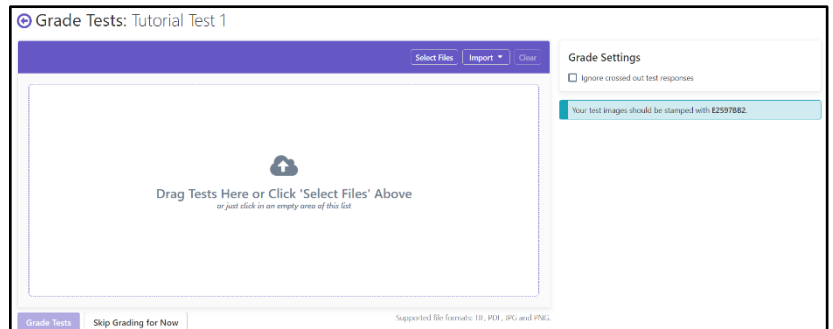 Grade Tests: Tutorial Test 1
Select Files
Import
Clear
Grade Settings
Ignore crossed out test responses
Your test images should be stamped with E2597BB2.
Drag Tests Here or Click 'Select Files' Above
or just click in an empty area of this list
Supported file formats: TIF, PDF, JPG and PNG.
Grade Tests
Skip Grading for Now